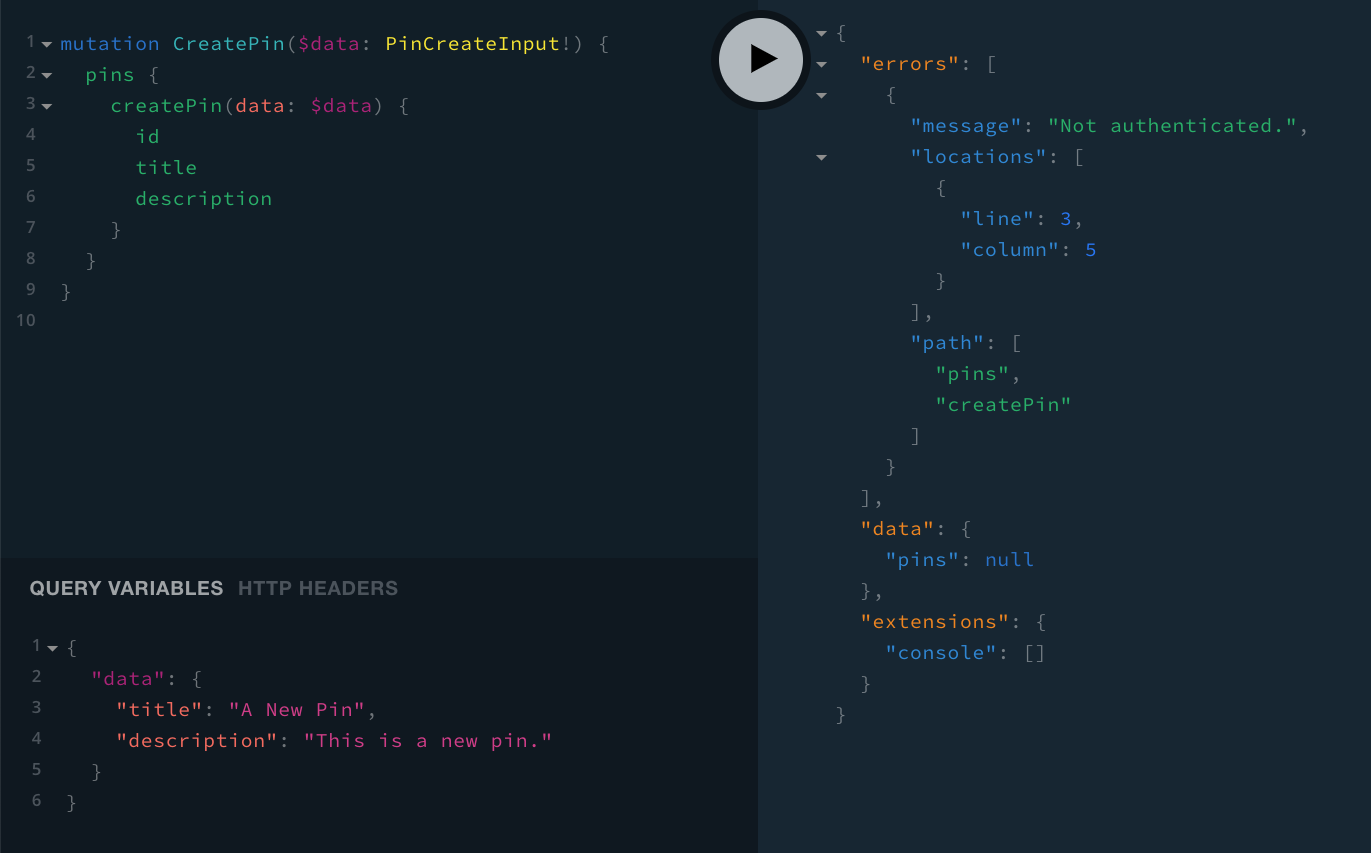 1 mutation CreatePin($data: PinCreateInput!) {
2 pins {
3 createPin(data: $data) {
4 id
5 title
6 description
7 }
8 }
9 }
10
QUERY VARIABLES HTTP HEADERS
1 {
2 "data": {
3 "title": "A New Pin",
4 "description": "This is a new pin."
5 }
6 }
{
"errors": [
{
"message": "Not authenticated.",
"locations": [
{
"line": 3,
"column": 5
}
],
"path": [
"pins",
"createPin"
]
}
],
"data": {
"pins": null
},
"extensions": {
"console": []
}
}